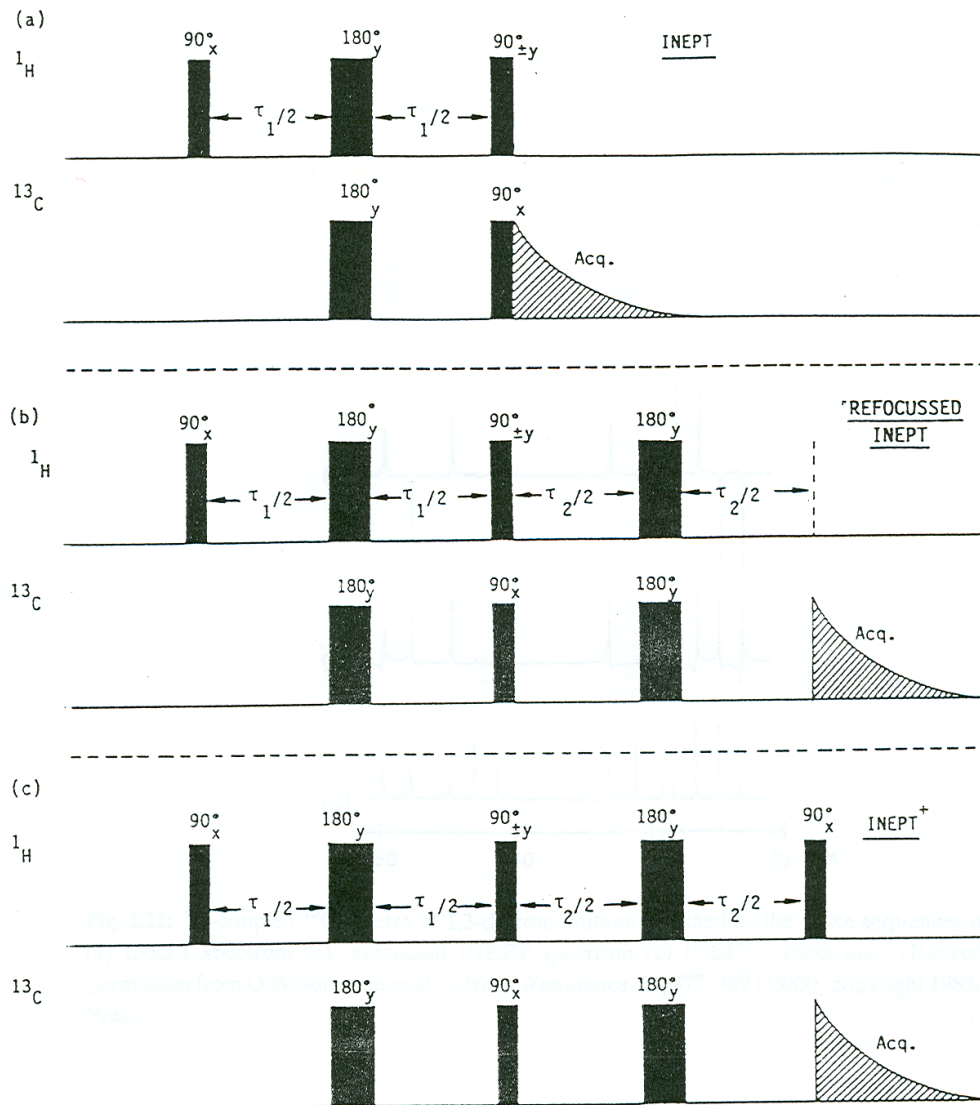 (a)
90°x 180°y 90°±y INEPT
¹H
τ₁/2 τ₁/2
¹³C
180°y 90°x
Acq.
(b)
90°x 180°y 90°±y 180°y REFOCUSSED
INEPT
¹H
τ₁/2 τ₁/2 τ₂/2 τ₂/2
¹³C
180°y 90°x 180°y
Acq.
(c)
90°x 180°y 90°±y 180°y 90°x INEPT⁺
¹H
τ₁/2 τ₁/2 τ₂/2 τ₂/2
¹³C
180°y 90°x 180°y
Acq.